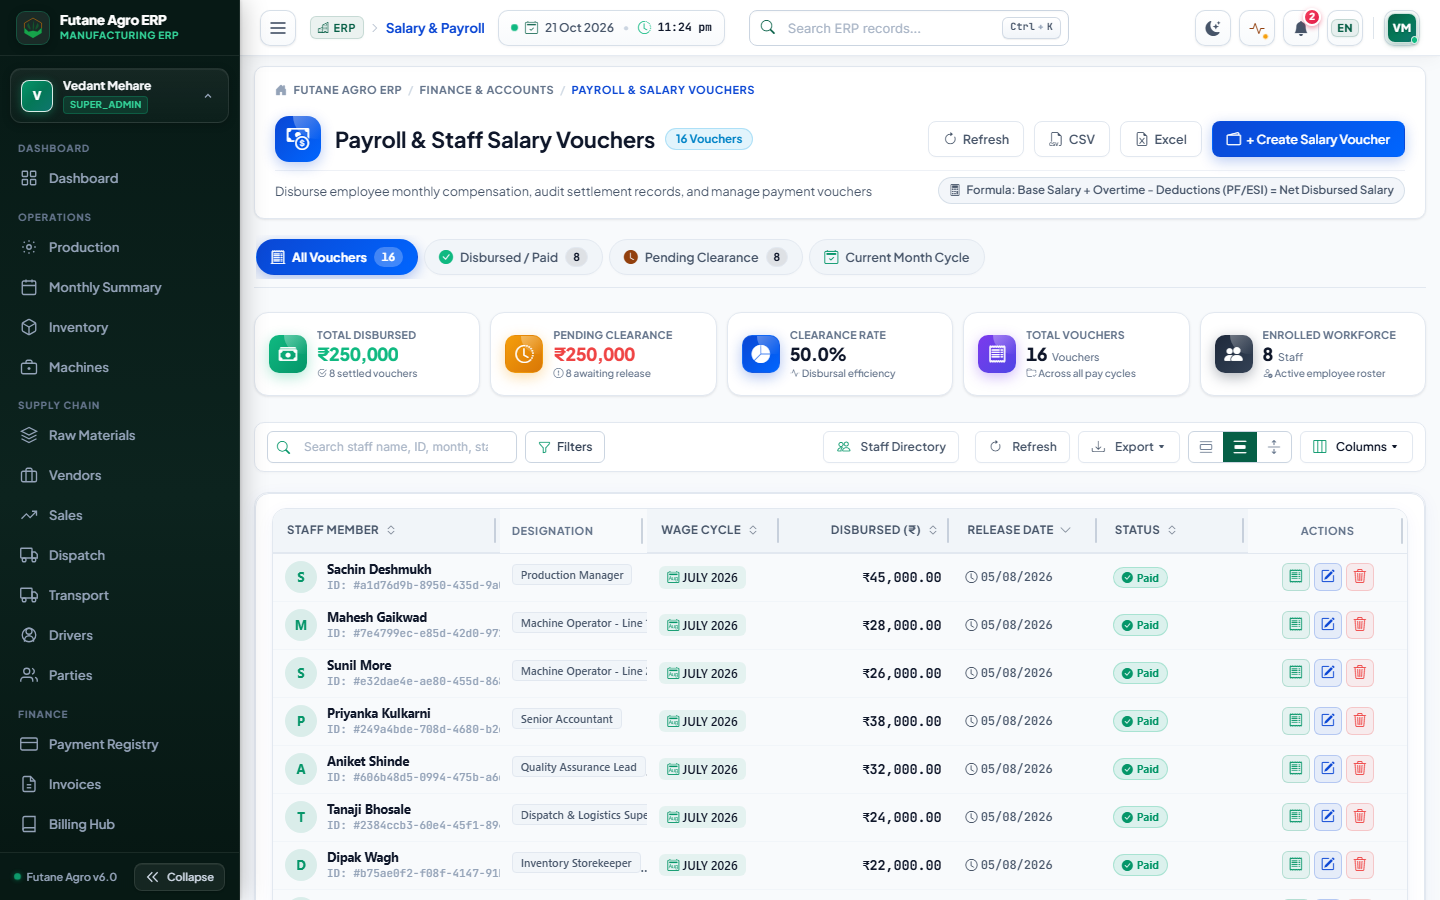 Futane Agro ERP
MANUFACTURING ERP
V
Vedant Mehare
SUPER_ADMIN
DASHBOARD
Dashboard
OPERATIONS
Production
Monthly Summary
Inventory
Machines
SUPPLY CHAIN
Raw Materials
Vendors
Sales
Dispatch
Transport
Drivers
Parties
FINANCE
Payment Registry
Invoices
Billing Hub
Futane Agro v6.0
Collapse
ERP
Salary & Payroll
21 Oct 2026
11:24 pm
Search ERP records...
Ctrl + K
2
EN
VM
FUTANE AGRO ERP / FINANCE & ACCOUNTS / PAYROLL & SALARY VOUCHERS
Payroll & Staff Salary Vouchers
16 Vouchers
Refresh
CSV
Excel
+ Create Salary Voucher
Disburse employee monthly compensation, audit settlement records, and manage payment vouchers
Formula: Base Salary + Overtime - Deductions (PF/ESI) = Net Disbursed Salary
All Vouchers 16
Disbursed / Paid 8
Pending Clearance 8
Current Month Cycle
TOTAL DISBURSED
₹250,000
8 settled vouchers
PENDING CLEARANCE
₹250,000
8 awaiting release
CLEARANCE RATE
50.0%
Disbursal efficiency
TOTAL VOUCHERS
16 Vouchers
Across all pay cycles
ENROLLED WORKFORCE
8 Staff
Active employee roster
Search staff name, ID, month, sta
Filters
Staff Directory
Refresh
Export
Columns
STAFF MEMBER DESIGNATION WAGE CYCLE DISBURSED (₹) RELEASE DATE STATUS ACTIONS
S Sachin Deshmukh Production Manager JULY 2026 ₹45,000.00 05/08/2026 Paid
ID: #a1d76d9b-8950-435d-9a
M Mahesh Gaikwad Machine Operator - Line JULY 2026 ₹28,000.00 05/08/2026 Paid
ID: #7e4799ec-e85d-42d0-97
S Sunil More Machine Operator - Line JULY 2026 ₹26,000.00 05/08/2026 Paid
ID: #e32dae4e-ae80-455d-86
P Priyanka Kulkarni Senior Accountant JULY 2026 ₹38,000.00 05/08/2026 Paid
ID: #249a4bde-708d-4680-b2
A Aniket Shinde Quality Assurance Lead JULY 2026 ₹32,000.00 05/08/2026 Paid
ID: #606b48d5-0994-475b-a6
T Tanaji Bhosale Dispatch & Logistics Supe JULY 2026 ₹24,000.00 05/08/2026 Paid
ID: #2384ccb3-60e4-45f1-89
D Dipak Wagh Inventory Storekeeper .. JULY 2026 ₹22,000.00 05/08/2026 Paid
ID: #b75ae0f2-f08f-4147-91